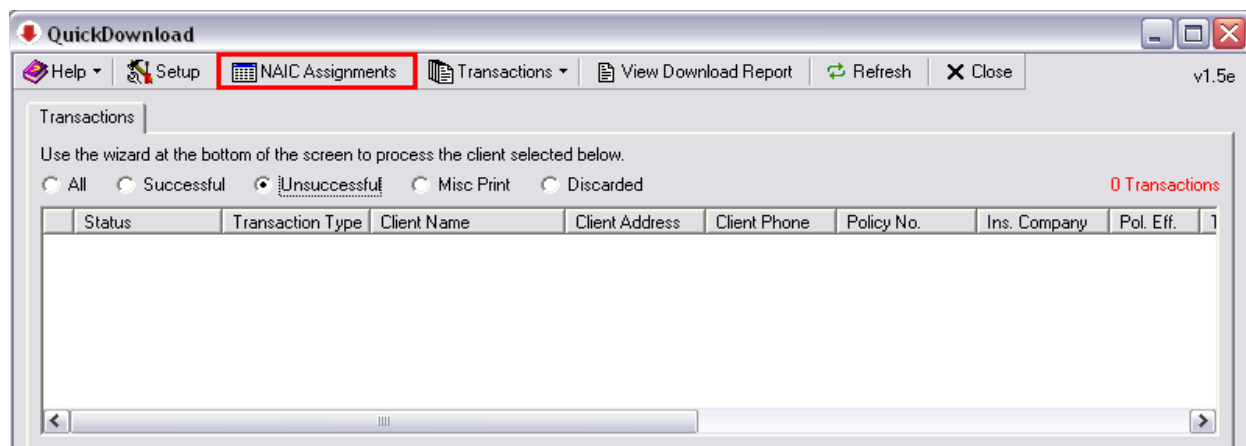 QuickDownload
Help Setup NAIC Assignments Transactions View Download Report Refresh Close v1.5e
Transactions
Use the wizard at the bottom of the screen to process the client selected below.
All Successful Unsuccessful Misc Print Discarded 0 Transactions
Status Transaction Type Client Name Client Address Client Phone Policy No. Ins. Company Pol. Eff.